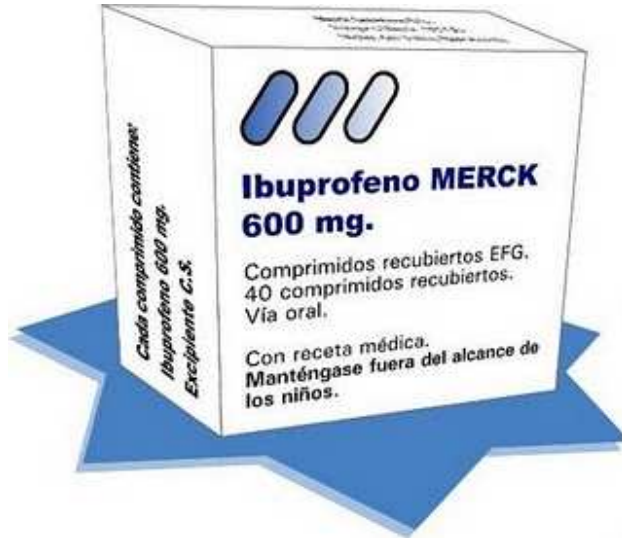 Ibuprofeno MERCK
600 mg.
Comprimidos recubiertos EFG.
40 comprimidos recubiertos.
Vía oral.
Con receta médica.
Manténgase fuera del alcance de
los niños.
Cada comprimido contiene:
Ibuprofeno 600 mg.
Excipiente C.S.